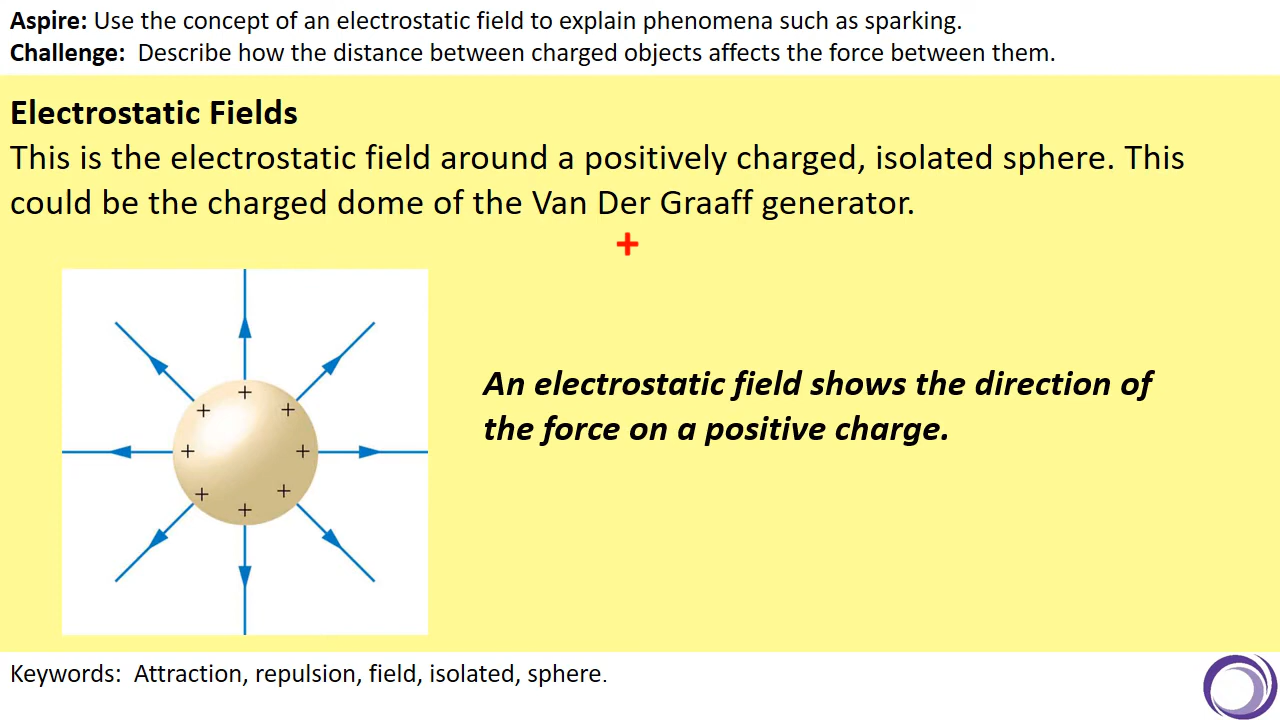 Aspire: Use the concept of an electrostatic field to explain phenomena such as sparking.
Challenge:  Describe how the distance between charged objects affects the force between them.
Electrostatic Fields
This is the electrostatic field around a positively charged, isolated sphere. This
could be the charged dome of the Van Der Graaff generator.
+
+
+ +
+ +
+ +
+
An electrostatic field shows the direction of
the force on a positive charge.
Keywords:  Attraction, repulsion, field, isolated, sphere.